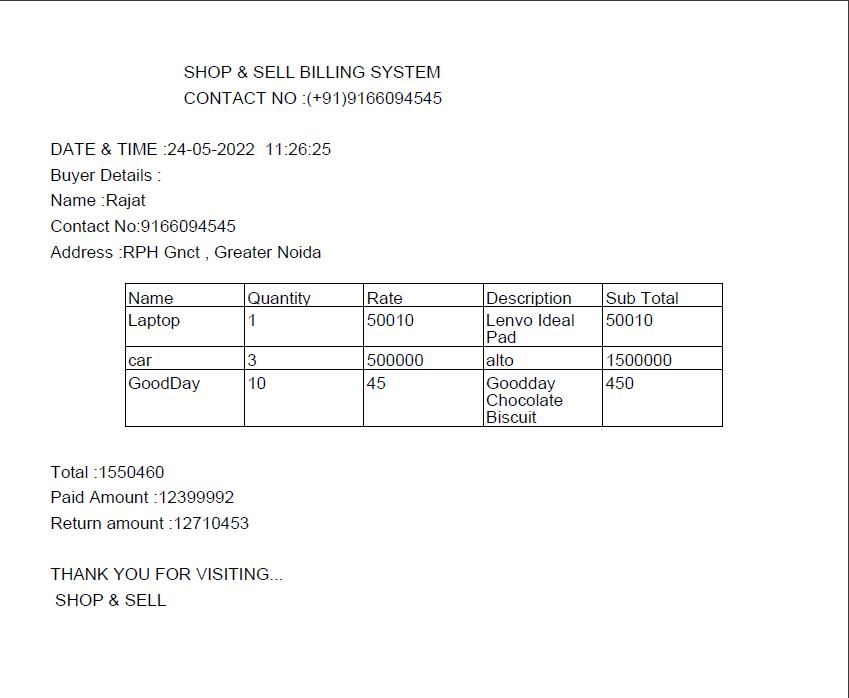 SHOP & SELL BILLING SYSTEM
CONTACT NO :(+91)9166094545
DATE & TIME :24-05-2022  11:26:25
Buyer Details :
Name :Rajat
Contact No:9166094545
Address :RPH Gnct , Greater Noida
Name Quantity Rate Description Sub Total
Laptop 1 50010 Lenvo Ideal 50010
Pad
car 3 500000 alto 1500000
GoodDay 10 45 Goodday 450
Chocolate
Biscuit
Total :1550460
Paid Amount :12399992
Return amount :12710453
THANK YOU FOR VISITING...
SHOP & SELL